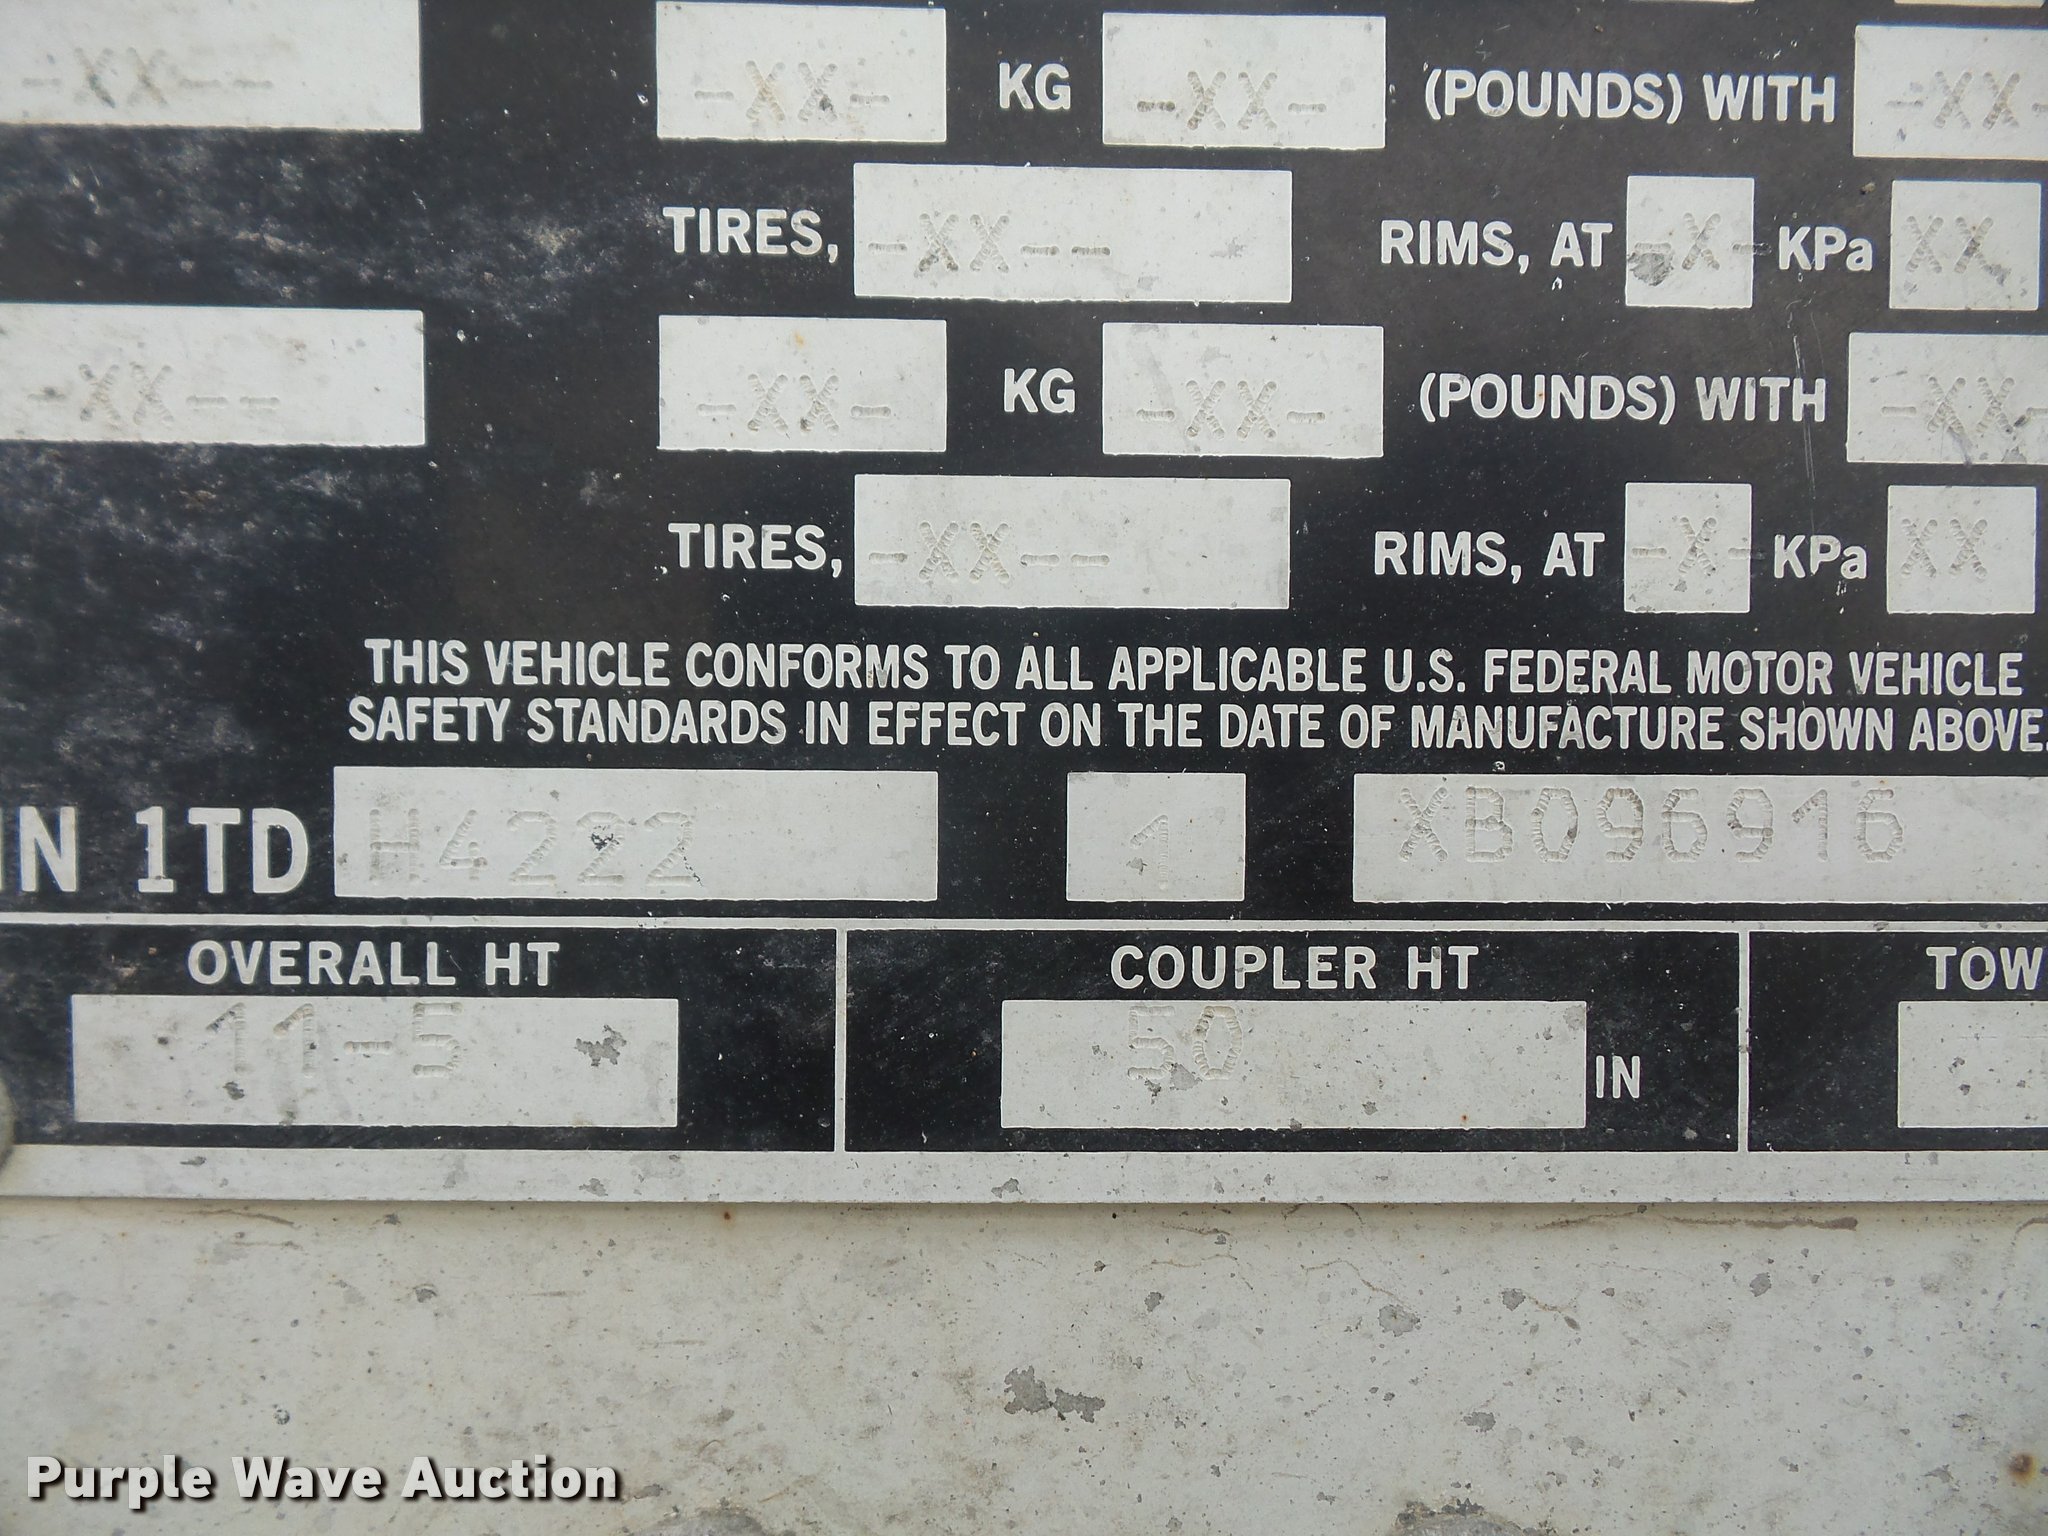 -XX-- -XX- KG -XX- (POUNDS) WITH -XX-
TIRES, -XX-- RIMS, AT -X- KPa XX
-XX-- -XX- KG -XX- (POUNDS) WITH -XX-
TIRES, -XX-- RIMS, AT -X- KPa XX
THIS VEHICLE CONFORMS TO ALL APPLICABLE U.S. FEDERAL MOTOR VEHICLE
SAFETY STANDARDS IN EFFECT ON THE DATE OF MANUFACTURE SHOWN ABOVE.
IN 1TD H4222 1 XB096916
OVERALL HT COUPLER HT TOW
11-5 50 IN
Purple Wave Auction